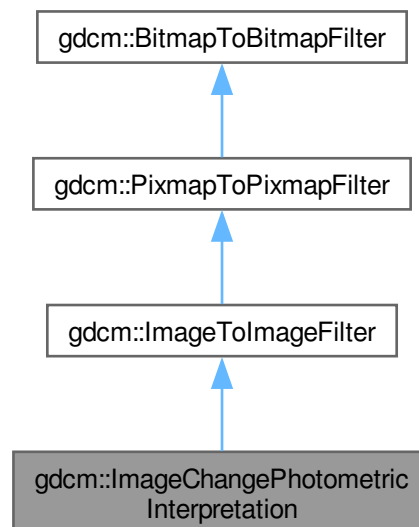 gdcm::BitmapToBitmapFilter
gdcm::PixmapToPixmapFilter
gdcm::ImageToImageFilter
gdcm::ImageChangePhotometric
Interpretation